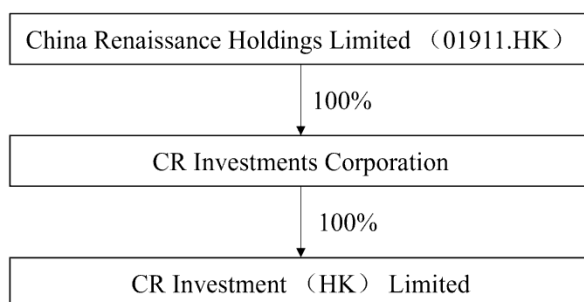 China Renaissance Holdings Limited （01911.HK）
100%
CR Investments Corporation
100%
CR Investment （HK） Limited